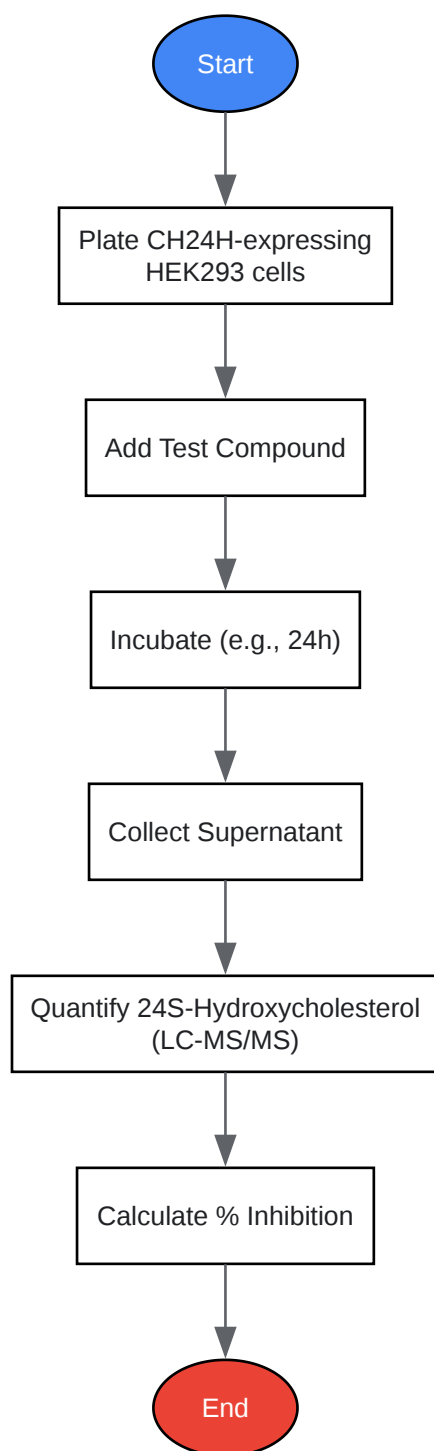 Start
Plate CH24H-expressing
HEK293 cells
Add Test Compound
Incubate (e.g., 24h)
Collect Supernatant
Quantify 24S-Hydroxycholesterol
(LC-MS/MS)
Calculate % Inhibition
End